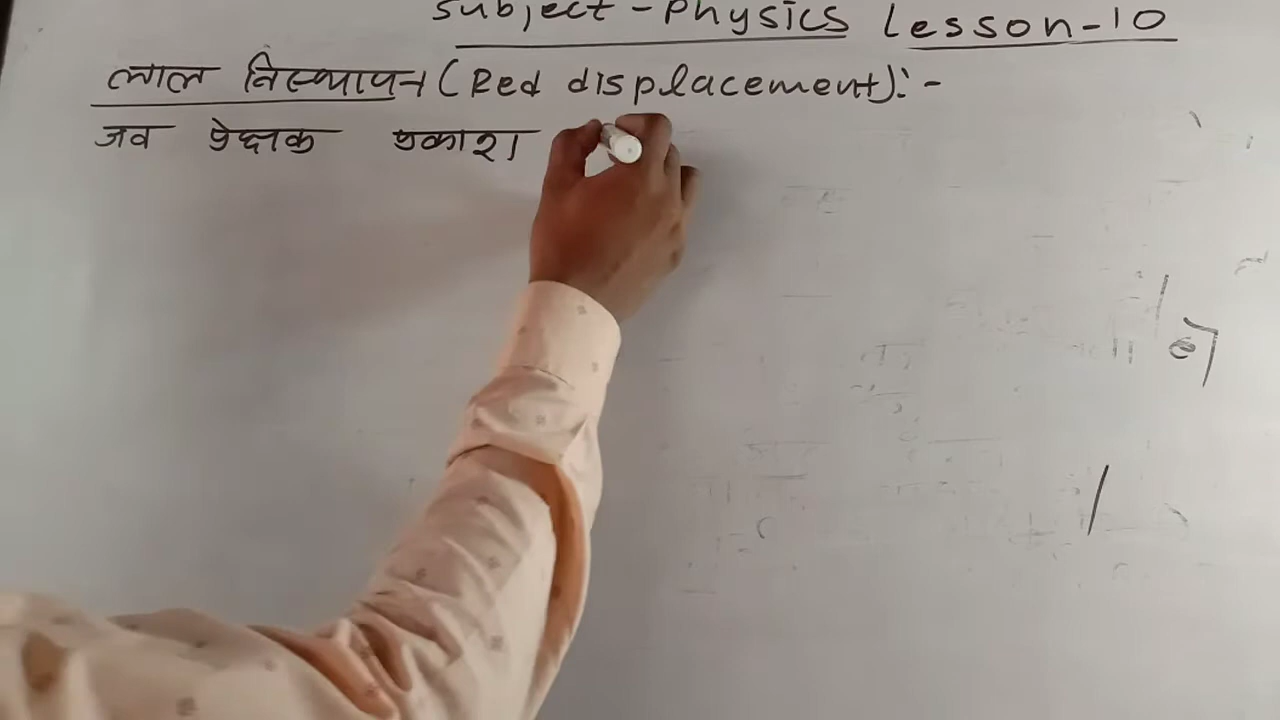 subject - Physics Lesson-10
लाल विस्थापन (Red displacement):-
जब प्रेक्षक प्रकाश